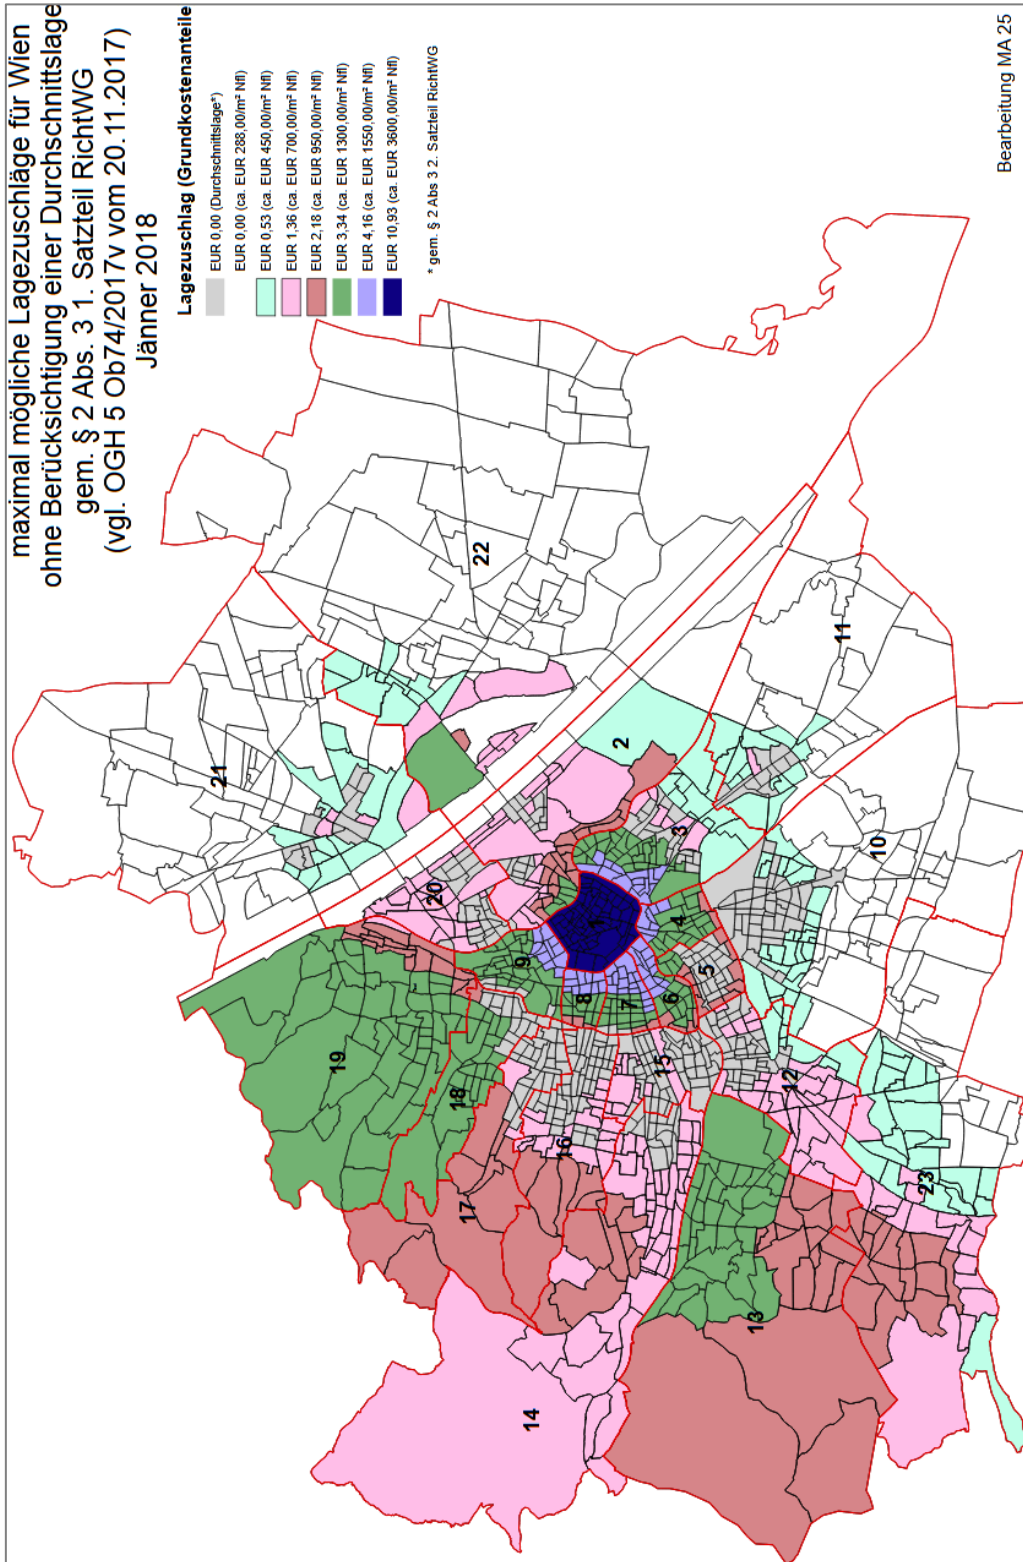 maximal mögliche Lagezuschläge für Wien
ohne Berücksichtigung einer Durchschnittslage
gem. § 2 Abs. 3 1. Satzteil RichtWG
(vgl. OGH 5 Ob74/2017v vom 20.11.2017)
Jänner 2018
Lagezuschlag (Grundkostenanteile
EUR 0,00 (Durchschnittslage*)
EUR 0,00 (ca. EUR 288,00/m² Nfl)
EUR 0,53 (ca. EUR 450,00/m² Nfl)
EUR 1,36 (ca. EUR 700,00/m² Nfl)
EUR 2,18 (ca. EUR 950,00/m² Nfl)
EUR 3,34 (ca. EUR 1300,00/m² Nfl)
EUR 4,16 (ca. EUR 1550,00/m² Nfl)
EUR 10,93 (ca. EUR 3600,00/m² Nfl)
* gem. § 2 Abs 3 2. Satzteil RichtWG
21
22
19
20
2
11
18
9
1
3
17
8
7
4
10
16
6
5
15
12
14
13
23
Bearbeitung MA 25